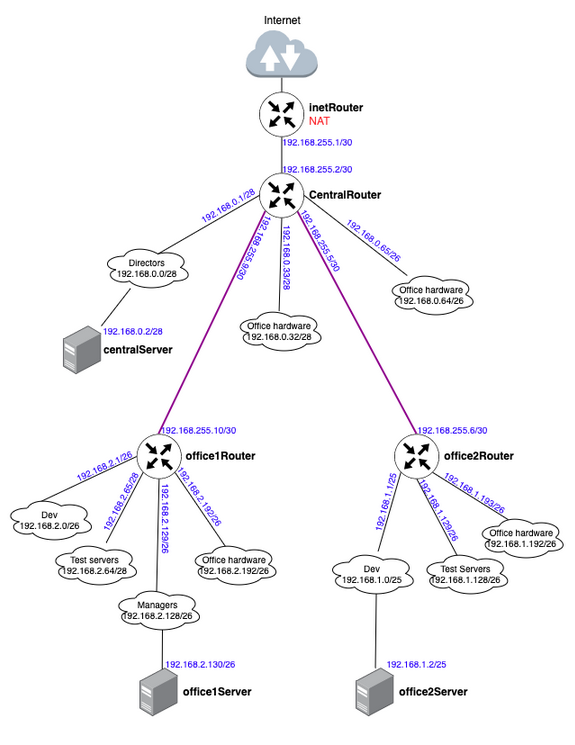 Internet
inetRouter
NAT
192.168.255.1/30
192.168.255.2/30
CentralRouter
192.168.0.1/28
192.168.255.9/30
192.168.0.33/28
192.168.255.5/30
192.168.0.65/26
Directors
192.168.0.0/28
Office hardware
192.168.0.64/26
192.168.0.2/28
centralServer
Office hardware
192.168.0.32/28
192.168.255.10/30
office1Router
192.168.255.6/30
office2Router
192.168.2.1/26
192.168.2.65/28
192.168.2.129/26
192.168.2.192/26
192.168.1.1/25
192.168.1.129/26
192.168.1.193/26
Dev
192.168.2.0/26
Test servers
192.168.2.64/28
Office hardware
192.168.2.192/26
Managers
192.168.2.128/26
Dev
192.168.1.0/25
Test Servers
192.168.1.128/26
Office hardware
192.168.1.192/26
192.168.2.130/26
office1Server
192.168.1.2/25
office2Server